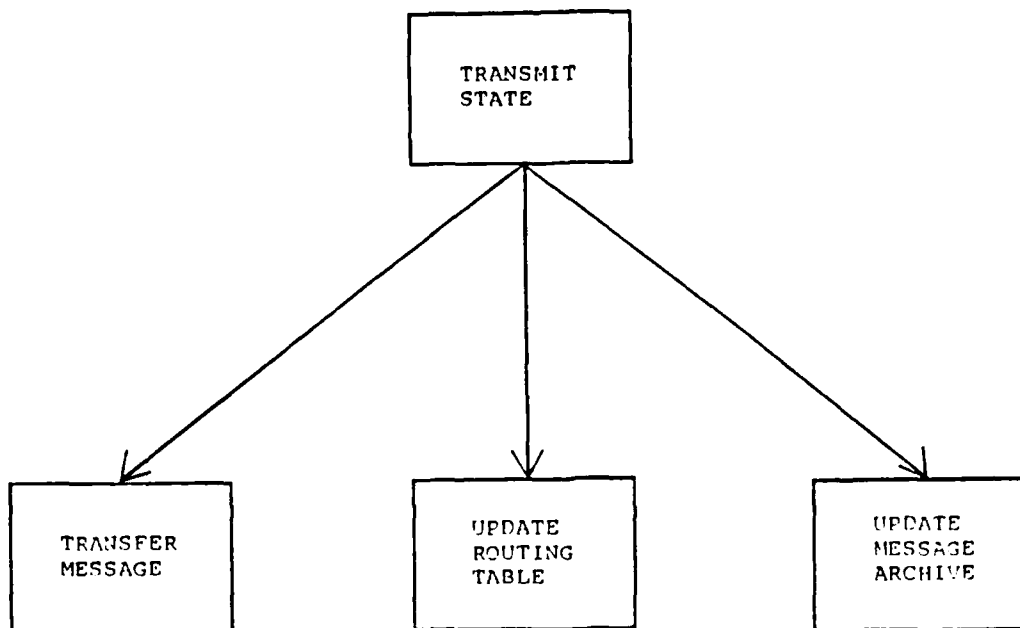 TRANSMIT
STATE
TRANSFER
MESSAGE
UPDATE
ROUTING
TABLE
UPDATE
MESSAGE
ARCHIVE